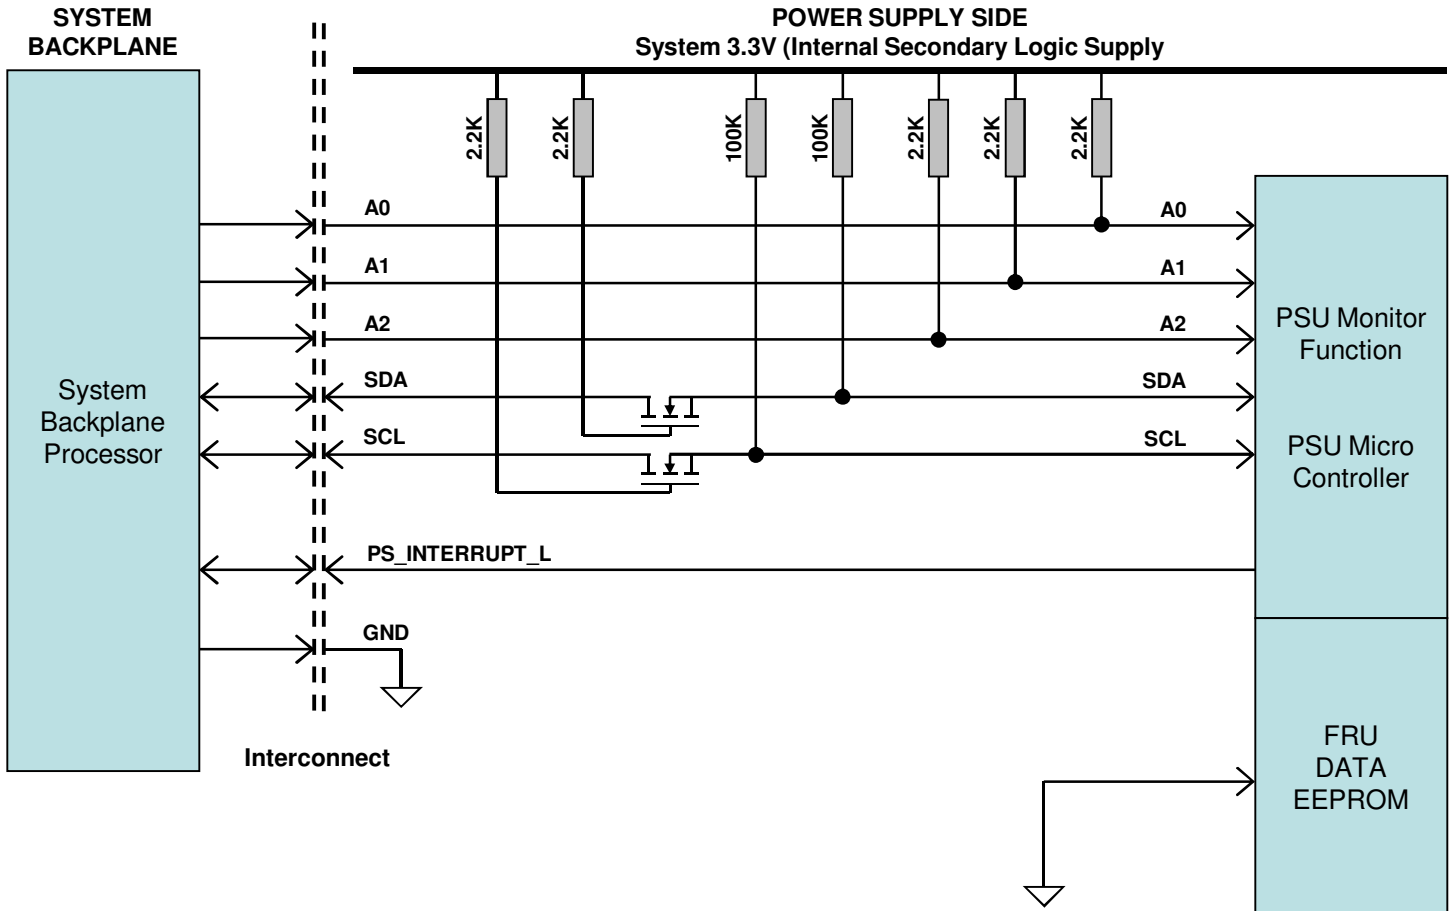 SYSTEM
BACKPLANE
POWER SUPPLY SIDE
System 3.3V (Internal Secondary Logic Supply
2.2K
2.2K
100K
100K
2.2K
2.2K
2.2K
A0
A0
A1
A1
A2
A2
SDA
SDA
SCL
SCL
System
Backplane
Processor
PSU Monitor
Function
PSU Micro
Controller
PS_INTERRUPT_L
GND
Interconnect
FRU
DATA
EEPROM